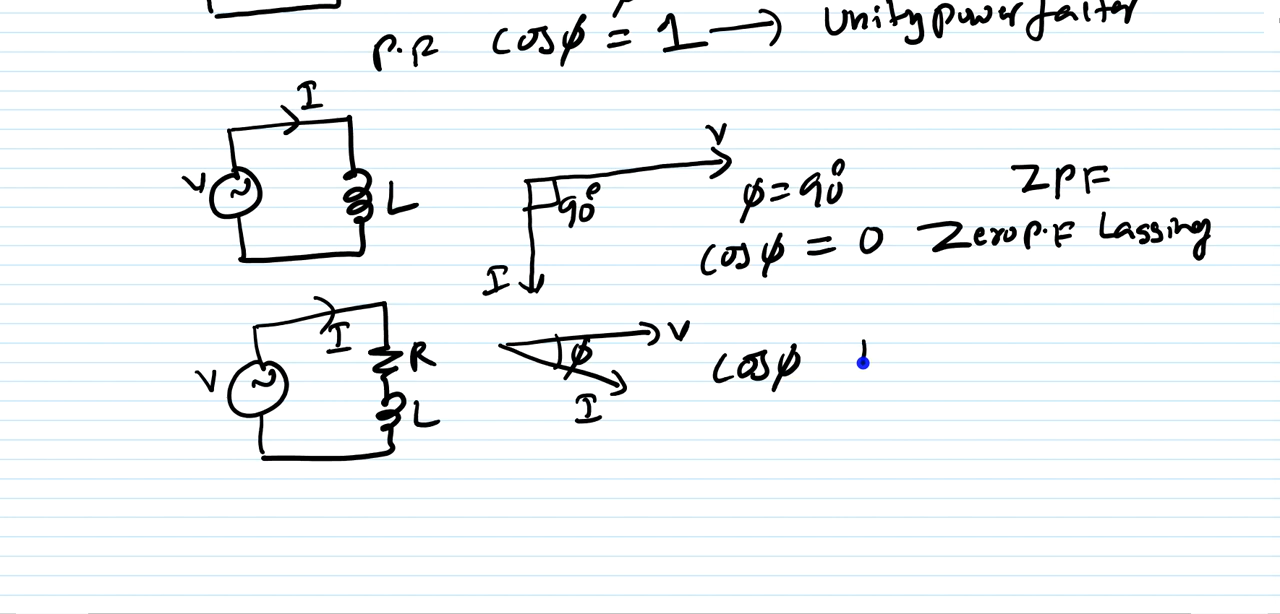 P.F cosφ = 1 → Unity power factor
I
V
L
V
90°
I
φ = 90°
ZPF
cosφ = 0 Zero P.F Lagging
I
V
R
L
V
φ
I
cosφ